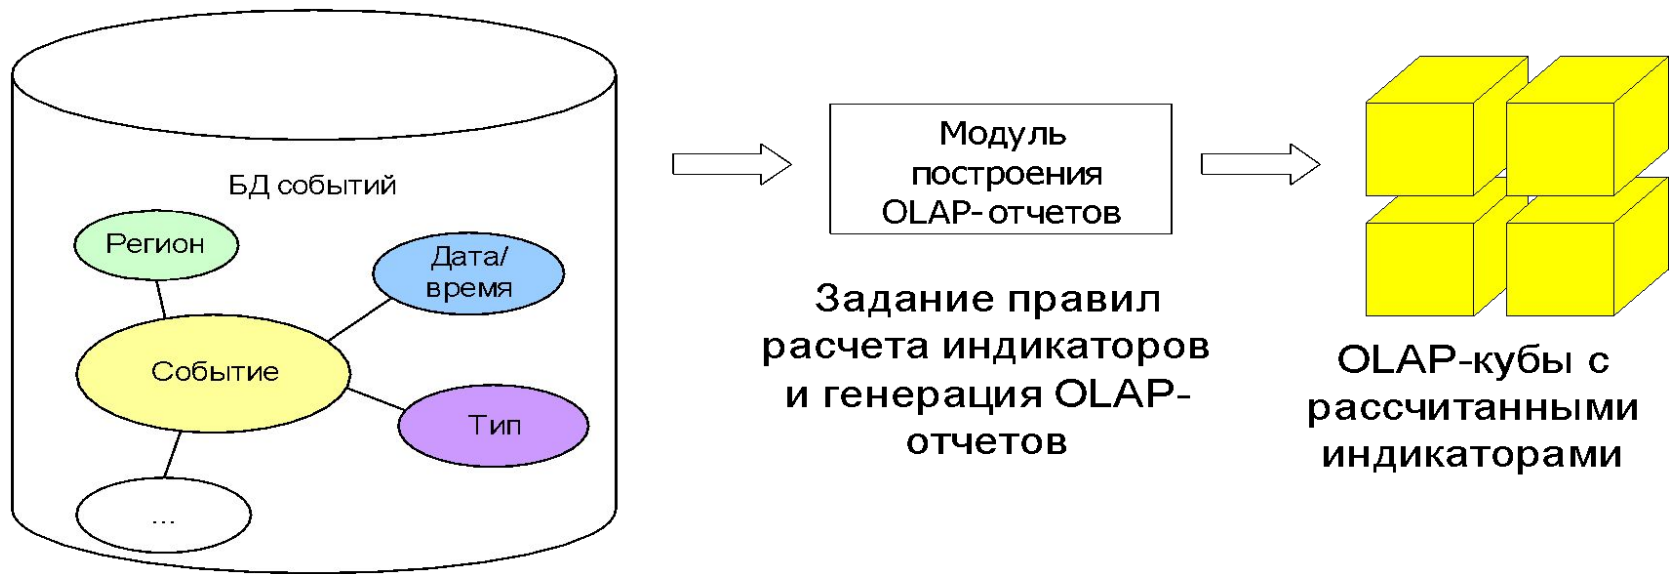 БД событий
Регион
Дата/
время
Событие
Тип
...
Модуль
построения
OLAP-отчетов
Задание правил
расчета индикаторов
и генерация OLAP-
отчетов
OLAP-кубы с
рассчитанными
индикаторами